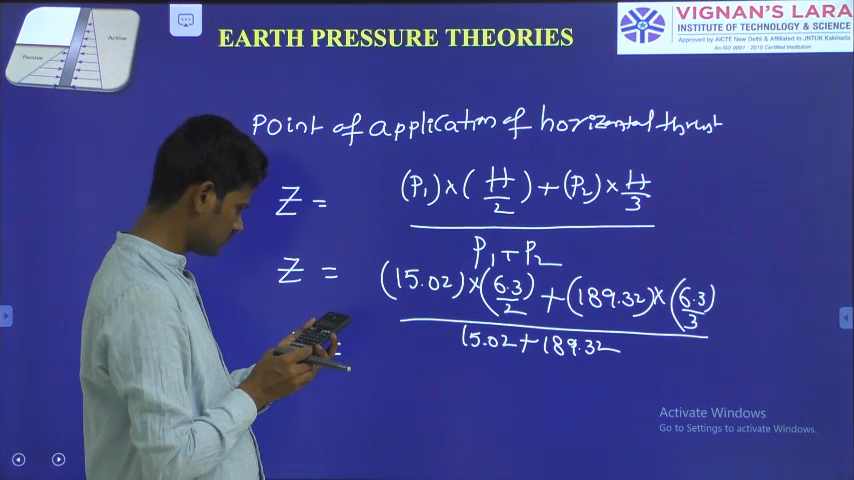 Passive
Active
EARTH PRESSURE THEORIES
VIGNAN'S LARA
INSTITUTE OF TECHNOLOGY & SCIENCE
Approved by AICTE New Delhi & Affiliated to JNTUK Kakinada
An ISO 9001 - 2015 Certified Institution
Point of application of horizontal thrust
Z = (P₁)×(H/2)+(P₂)×H/3
P₁+P₂
Z = (15.02)×(6.3/2)+(189.32)×(6.3/3)
15.02+189.32
=
Activate Windows
Go to Settings to activate Windows.